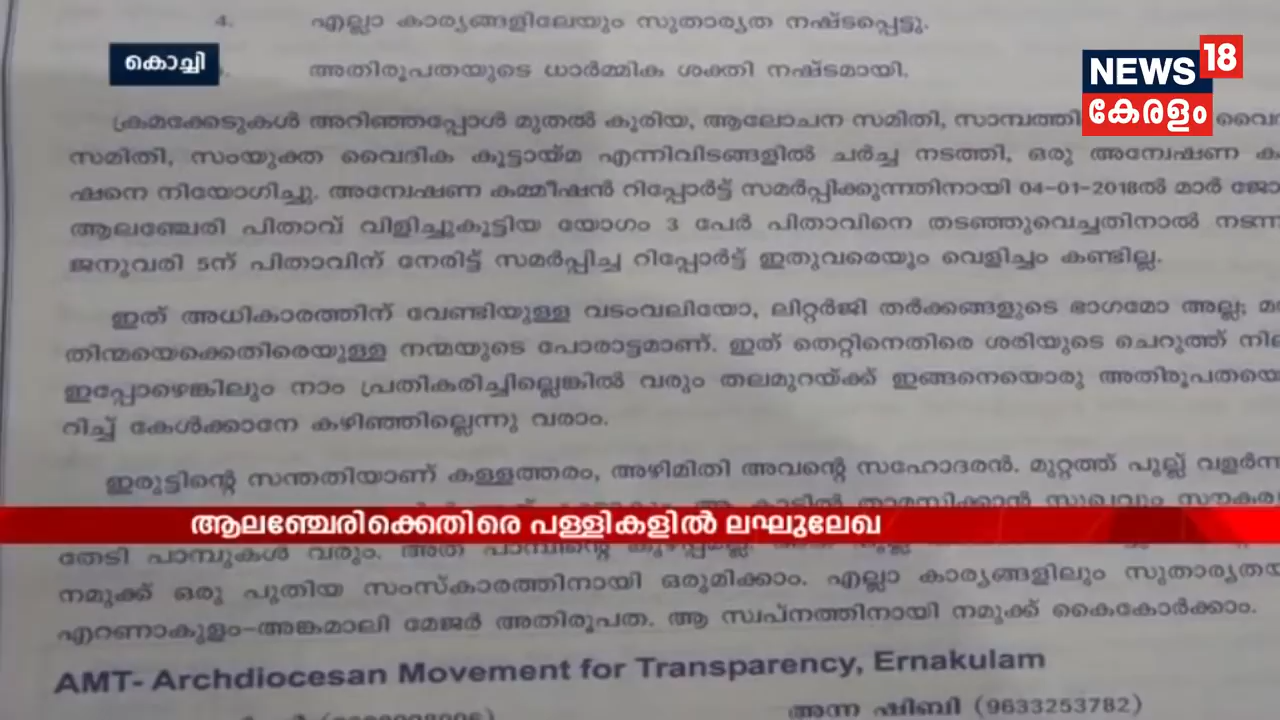 4. എല്ലാ കാര്യങ്ങളിലേയും സുതാര്യത നഷ്ടപ്പെട്ടു.
കൊച്ചി
അതിരൂപതയുടെ ധാർമ്മിക ശക്തി നഷ്ടമായി.
NEWS 18
കേരളം
ക്രമക്കേടുകൾ അറിഞ്ഞപ്പോൾ മുതൽ കൂരിയ, ആലോചന സമിതി,
സമിതി, സംയുക്ത വൈദിക കൂട്ടായ്മ എന്നിവിടങ്ങളിൽ ചർച്ച നടത്തി, ഒരു അന്വേഷണ
ഷനെ നിയോഗിച്ചു. അന്വേഷണ കമ്മീഷൻ റിപ്പോർട്ട് സമർപ്പിക്കുന്നതിനായി 04-01-2018ൽ മാർ
ആലഞ്ചേരി പിതാവ് വിളിച്ചുകൂട്ടിയ യോഗം 3 പേർ പിതാവിനെ തടഞ്ഞുവെച്ചതിനാൽ
ജനുവരി 5ന് പിതാവിന് നേരിട്ട് സമർപ്പിച്ച റിപ്പോർട്ട് ഇതുവരെയും വെളിച്ചം കണ്ടില്ല.
ഇത് അധികാരത്തിന് വേണ്ടിയുള്ള വടംവലിയോ, ലിറ്റർജി തർക്കങ്ങളുടെ ഭാഗമോ അല്ല;
തിന്മയെക്കെതിരെയുള്ള നന്മയുടെ പോരാട്ടമാണ്. ഇത് തെറ്റിനെതിരെ ശരിയുടെ ചെറുത്ത്
ഇപ്പോഴെങ്കിലും നാം പ്രതികരിച്ചില്ലെങ്കിൽ വരും തലമുറയ്ക്ക് ഇങ്ങനെയൊരു
റിച്ച് കേൾക്കാനേ കഴിഞ്ഞില്ലെന്നു വരാം.
ഇരുട്ടിന്റെ സന്തതിയാണ് കള്ളത്തരം, അഴിമിതി അവന്റെ സഹോദരൻ. മുറ്റത്ത് പുല്ല്
കാട്ടിൽ താമസിക്കാൻ സുഖവും
ആലഞ്ചേരിക്കെതിരെ പള്ളികളിൽ ലഘുലേഖ
തേടി പാമ്പുകൾ വരും.
നമുക്ക് ഒരു പുതിയ സംസ്കാരത്തിനായി ഒരുമിക്കാം. എല്ലാ കാര്യങ്ങളിലും
എറണാകുളം-അങ്കമാലി മേജർ അതിരൂപത. ആ സ്വപ്നത്തിനായി നമുക്ക് കൈകോർക്കാം.
AMT- Archdiocesan Movement for Transparency, Ernakulam
അന്ന ഷിബി (9633253782)